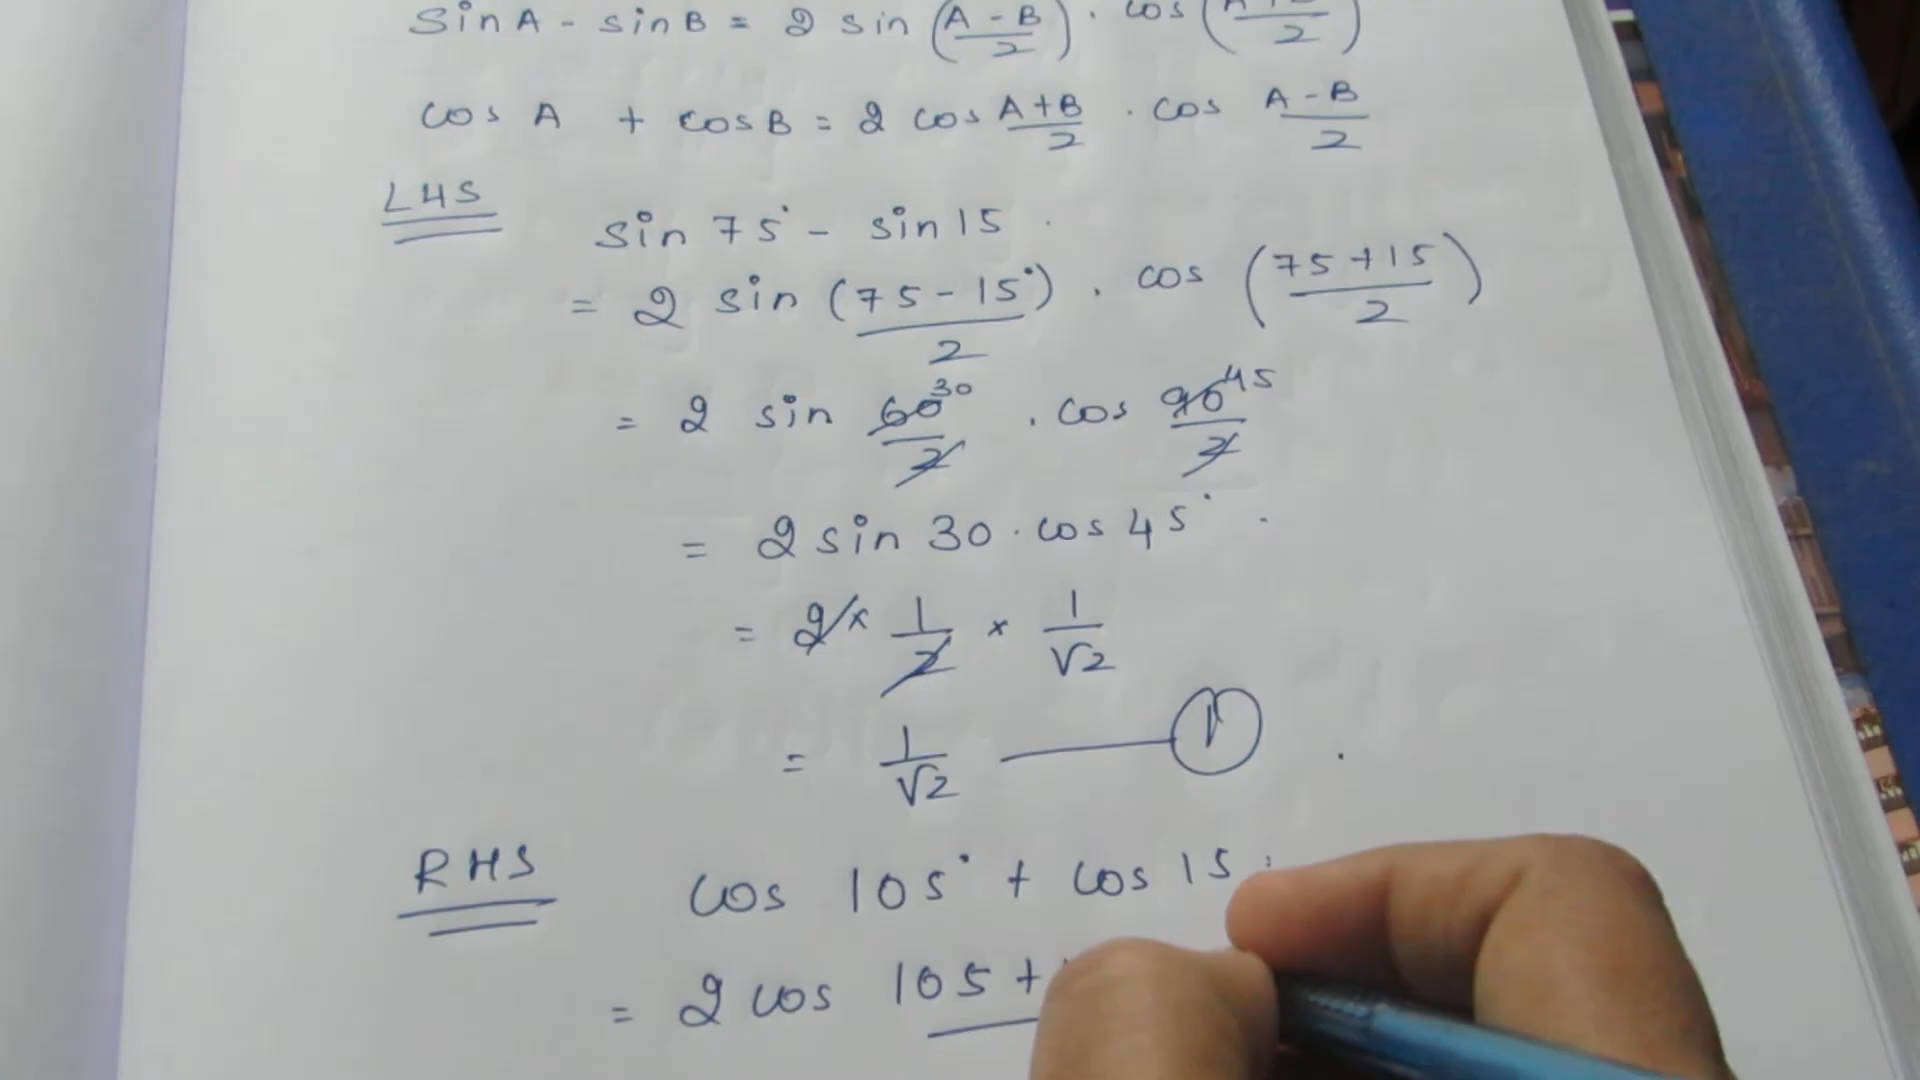 sin A - sin B = 2 sin (A - B / 2) . cos ( / 2)
cos A + cos B = 2 cos A+B / 2 . cos A-B / 2
LHS
sin 75° - sin 15
= 2 sin (75 - 15°) / 2 . cos (75+15 / 2)
= 2 sin 60 30 / 2 . cos 90 45 / 2
= 2 sin 30 . cos 45° .
= 2 x 1/2 x 1/√2
= 1/√2 — 1
RHS cos 105° + cos 15
= 2 cos 105 +